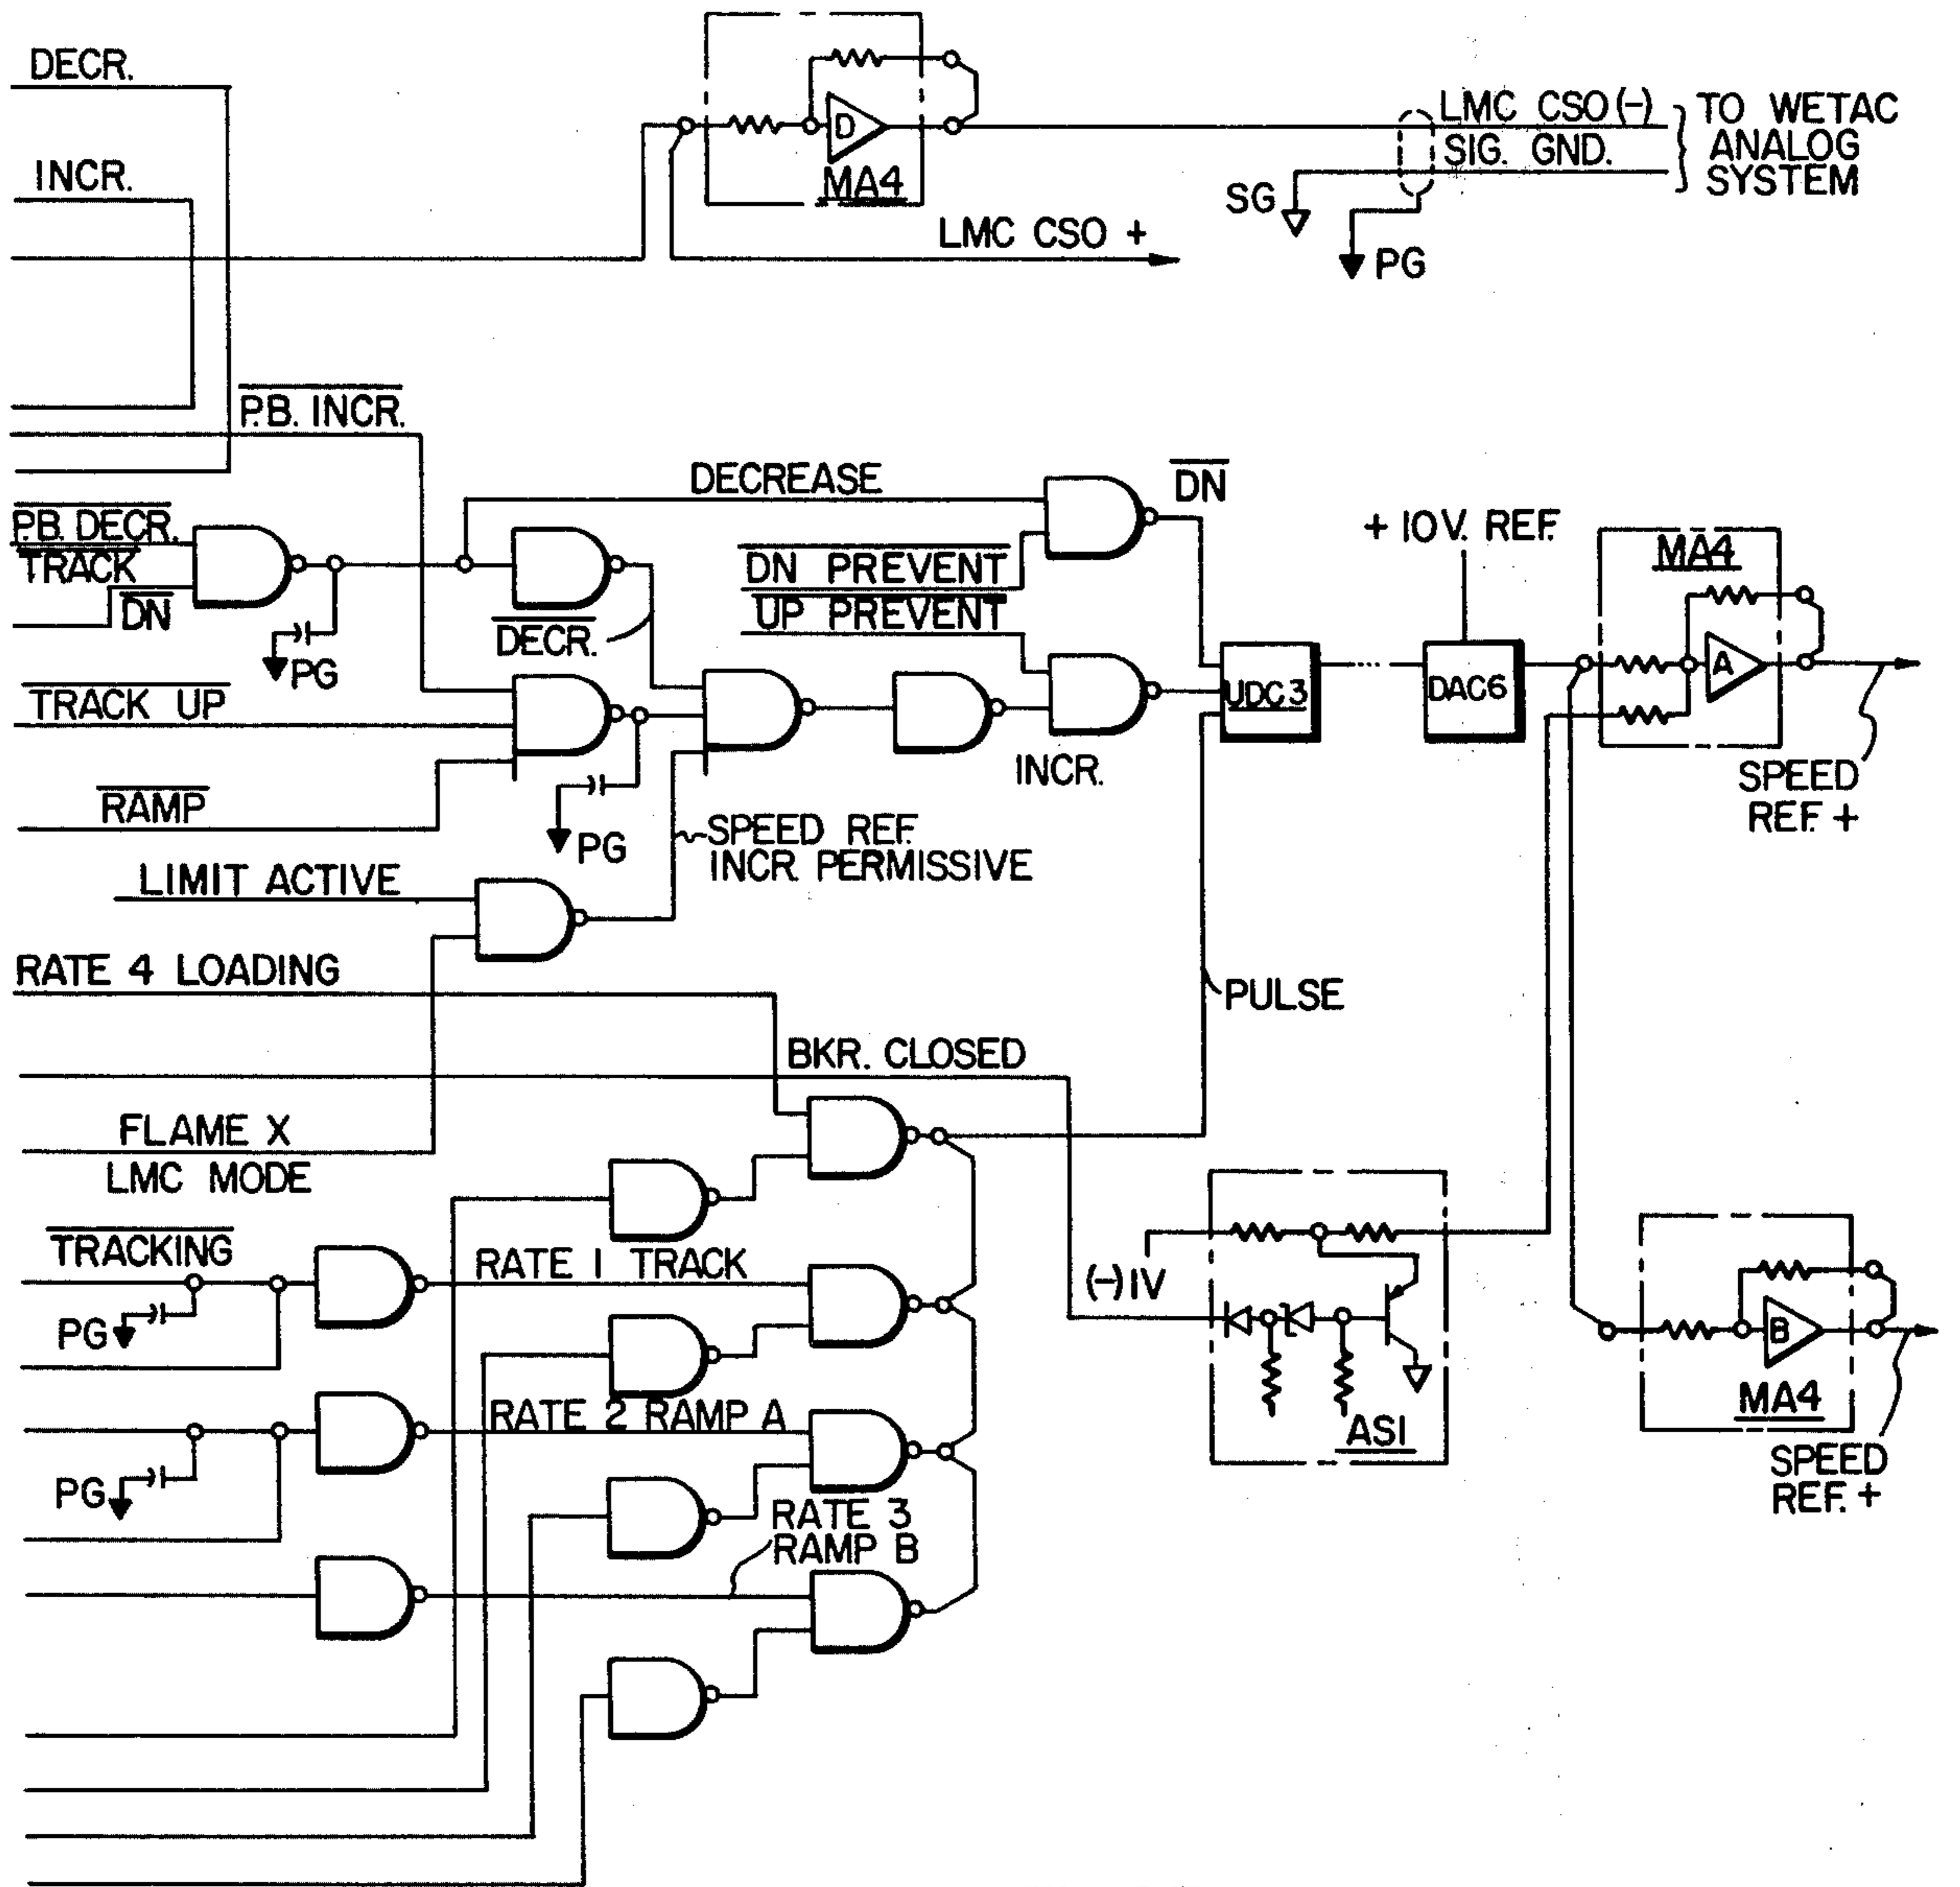 DECR.
INCR.
D
MA4
LMC CSO (-)
SIG. GND.
TO WETAC
ANALOG
SYSTEM
SG
PG
LMC CSO +
P.B. INCR.
DECREASE
DN
P.B. DECR.
TRACK
DN
PG
DECR.
DN PREVENT
UP PREVENT
+ 10V. REF.
MA4
A
UDC3
DAC6
TRACK UP
INCR.
SPEED
REF. +
RAMP
PG
SPEED REF.
INCR. PERMISSIVE
LIMIT ACTIVE
RATE 4 LOADING
PULSE
BKR. CLOSED
FLAME X
LMC MODE
TRACKING
RATE 1 TRACK
PG
(-) 1V
AS1
B
MA4
SPEED
REF. +
RATE 2 RAMP A
PG
RATE 3
RAMP B